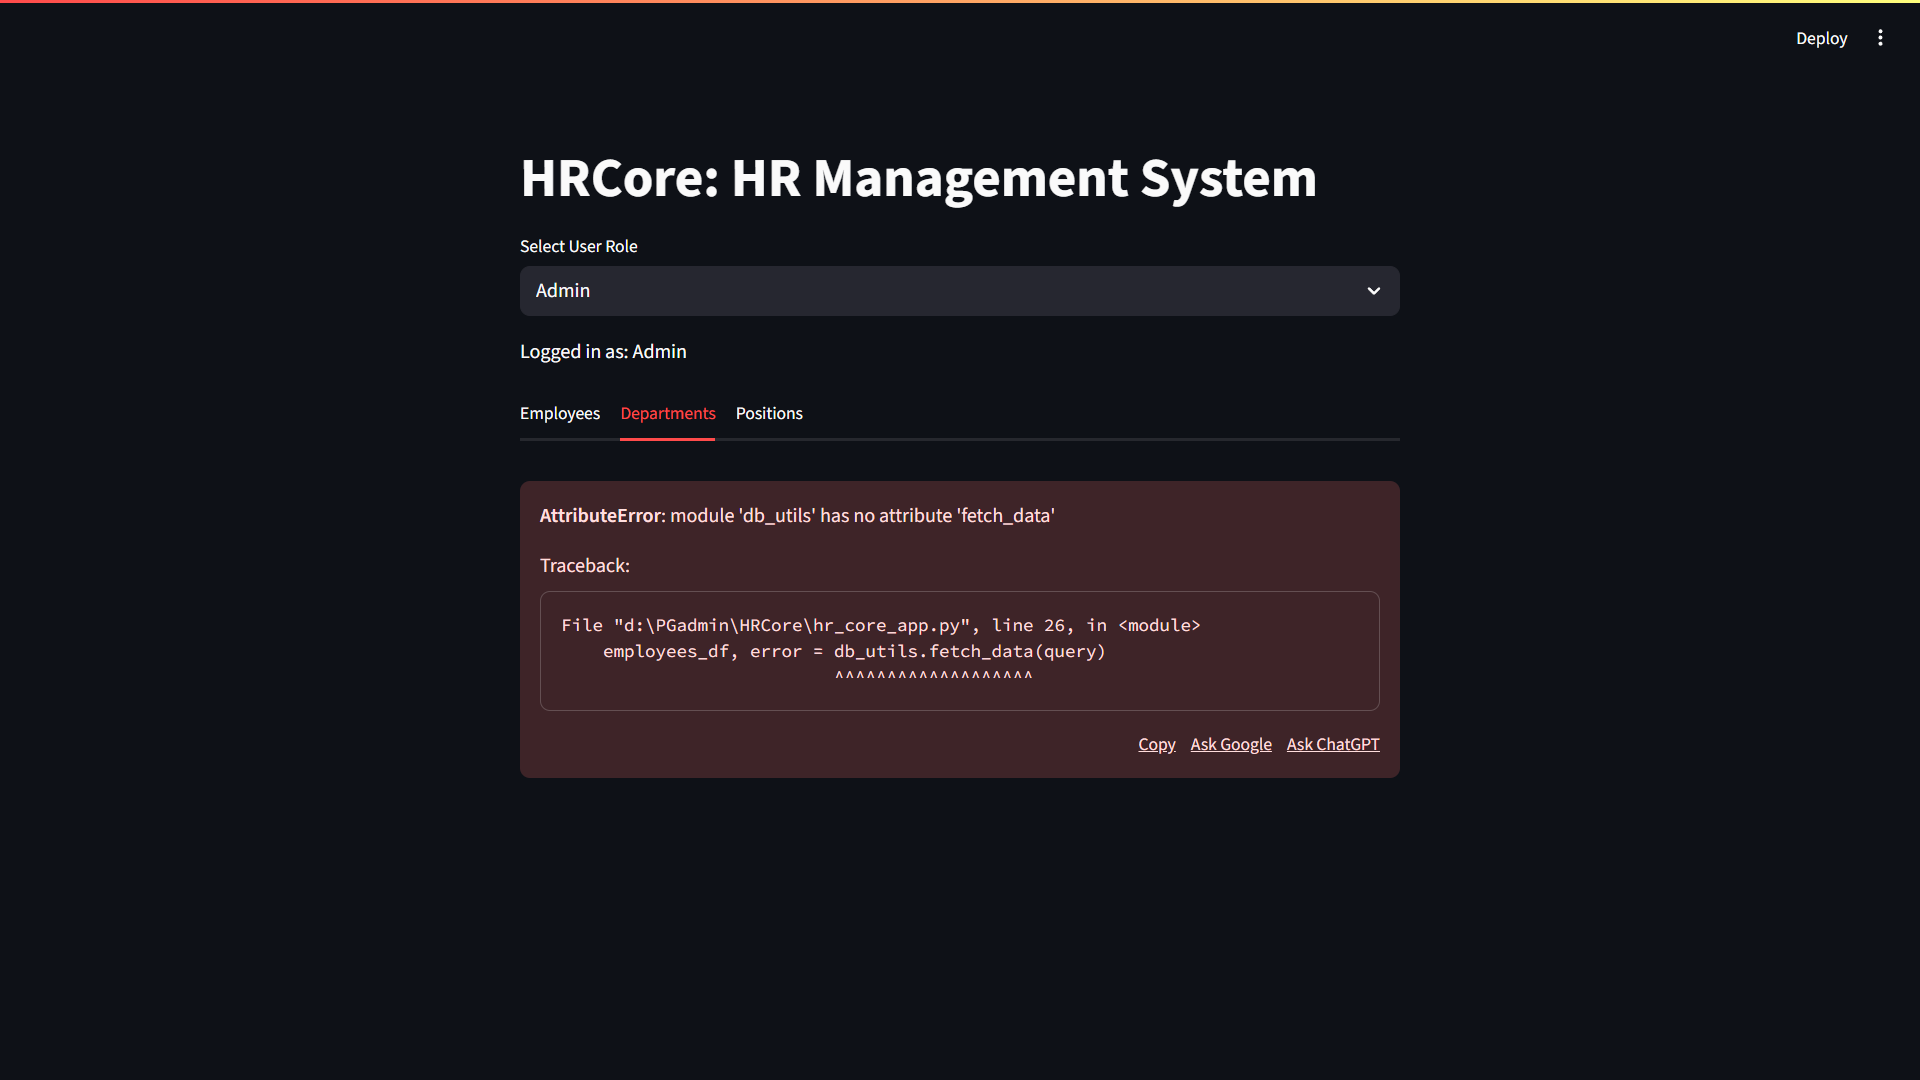 Deploy
HRCore: HR Management System
Select User Role
Admin
Logged in as: Admin
Employees Departments Positions
AttributeError: module 'db_utils' has no attribute 'fetch_data'
Traceback:
File "d:\PGadmin\HRCore\hr_core_app.py", line 26, in <module>
    employees_df, error = db_utils.fetch_data(query)
                          ^^^^^^^^^^^^^^^^^^^
Copy Ask Google Ask ChatGPT